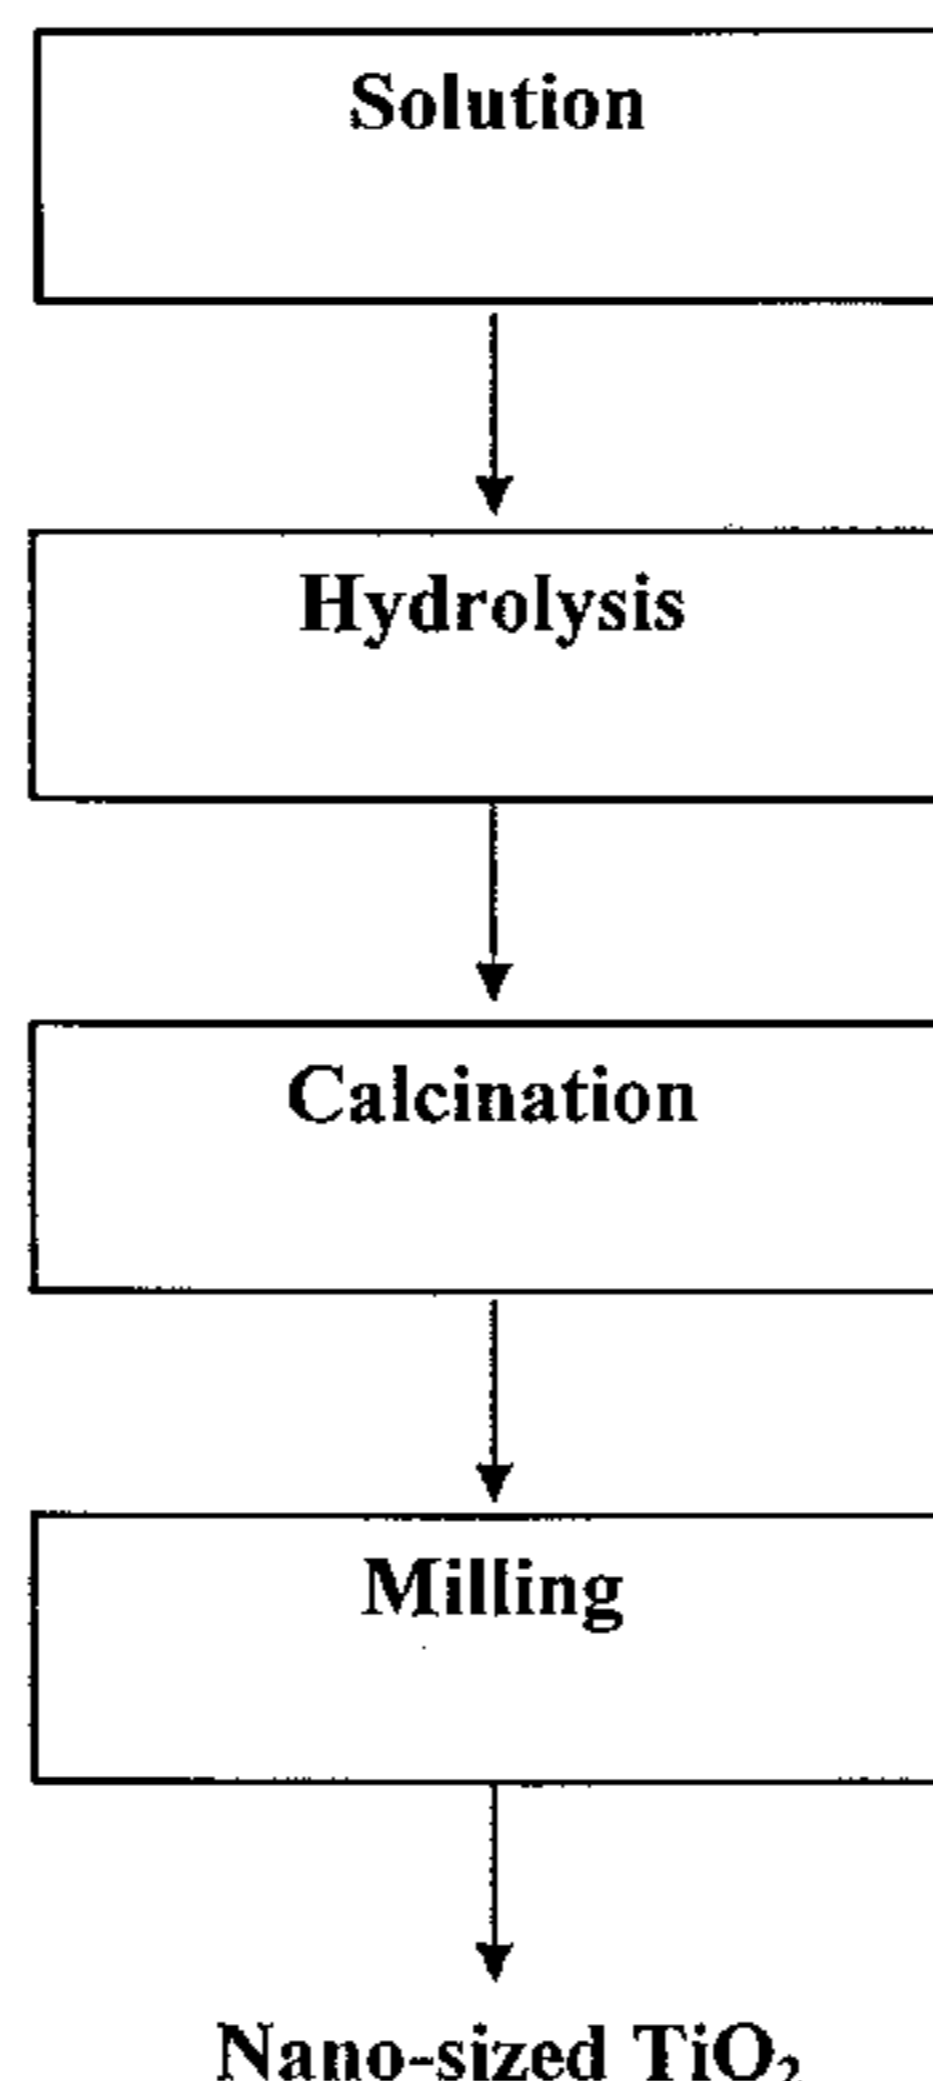 Solution
Hydrolysis
Calcination
Milling
Nano-sized TiO₂